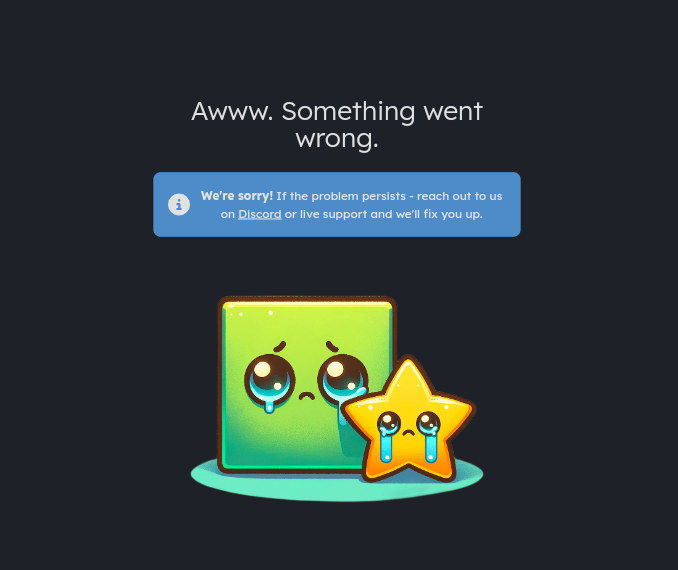 Awww. Something went
wrong.
We're sorry! If the problem persists - reach out to us
on Discord or live support and we'll fix you up.